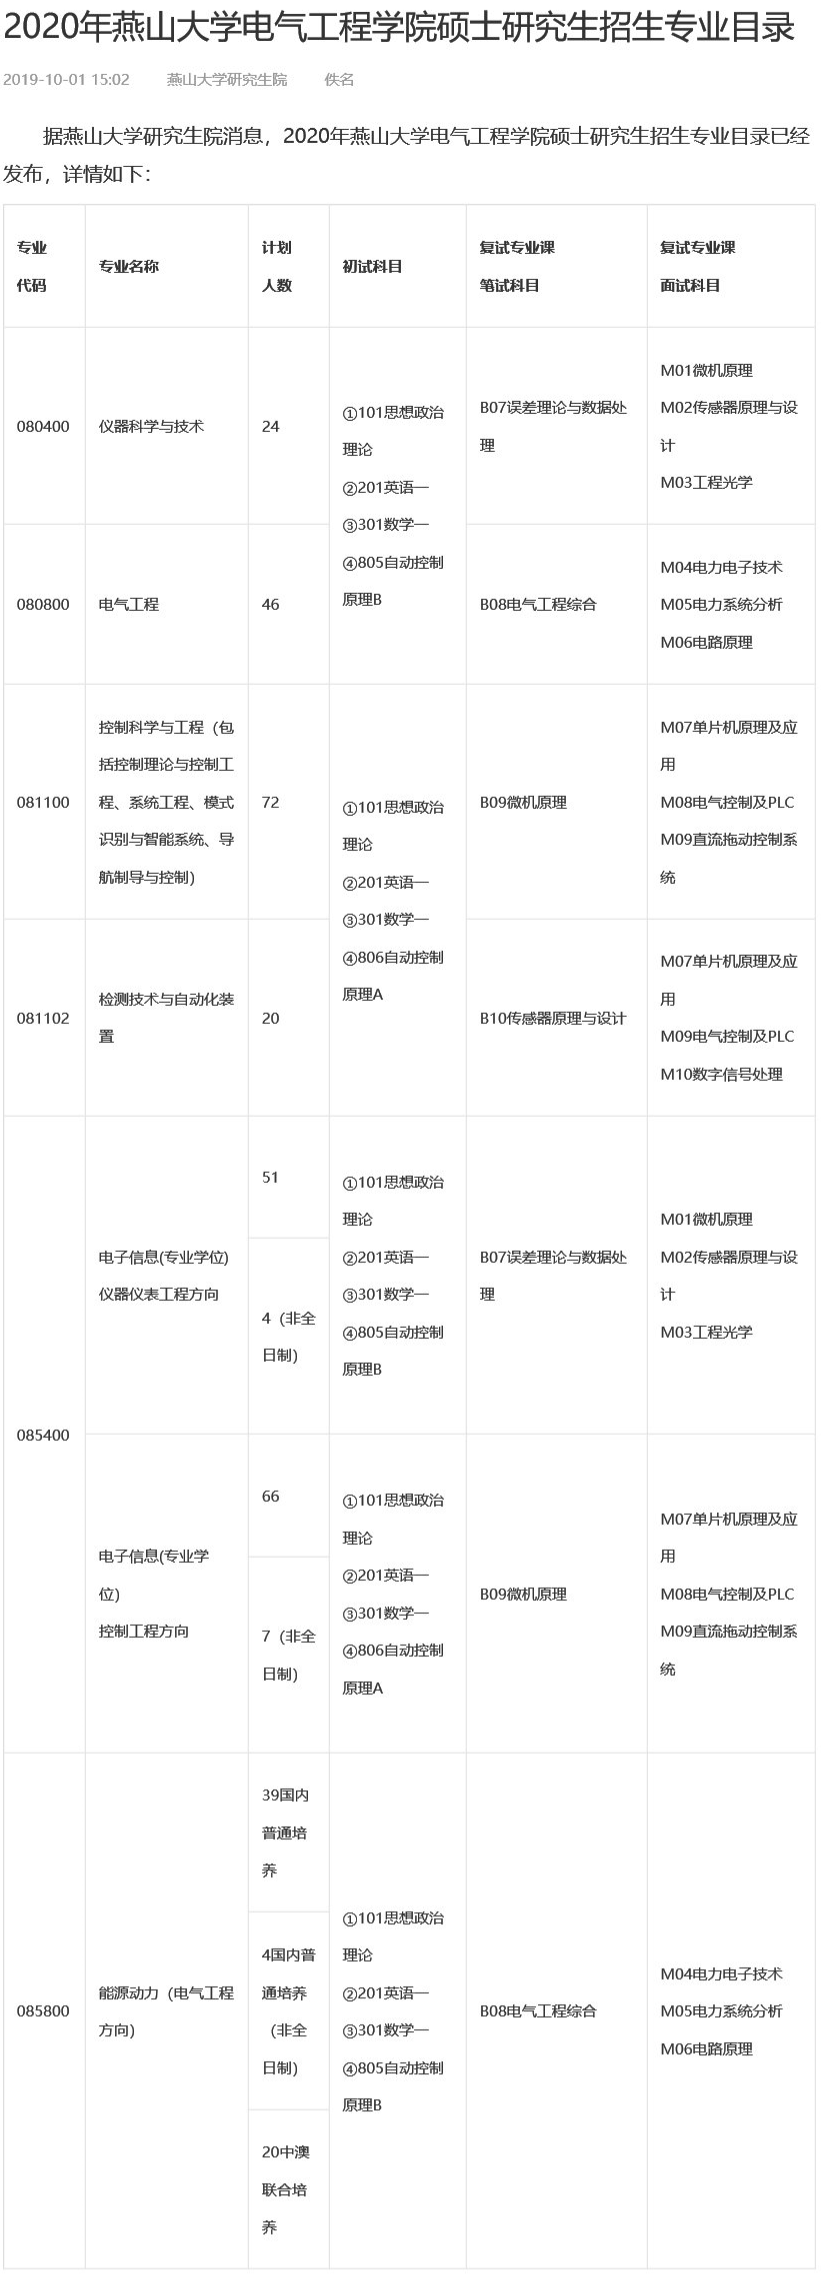 2020年燕山大学电气工程学院硕士研究生招生专业目录
2019-10-01 15:02 燕山大学研究生院 佚名
据燕山大学研究生院消息，2020年燕山大学电气工程学院硕士研究生招生专业目录已经
发布，详情如下：
专业
代码
专业名称
计划
人数
初试科目
复试专业课
笔试科目
复试专业课
面试科目
080400
仪器科学与技术
24
①101思想政治
理论
②201英语一
③301数学一
④805自动控制
原理B
B07误差理论与数据处
理
M01微机原理
M02传感器原理与设
计
M03工程光学
080800
电气工程
46
B08电气工程综合
M04电力电子技术
M05电力系统分析
M06电路原理
081100
控制科学与工程（包
括控制理论与控制工
程、系统工程、模式
识别与智能系统、导
航制导与控制）
72
①101思想政治
理论
②201英语一
③301数学一
④806自动控制
原理A
B09微机原理
M07单片机原理及应
用
M08电气控制及PLC
M09直流拖动控制系
统
081102
检测技术与自动化装
置
20
B10传感器原理与设计
M07单片机原理及应
用
M09电气控制及PLC
M10数字信号处理
085400
电子信息(专业学位)
仪器仪表工程方向
51
4（非全
日制）
①101思想政治
理论
②201英语一
③301数学一
④805自动控制
原理B
B07误差理论与数据处
理
M01微机原理
M02传感器原理与设
计
M03工程光学
电子信息(专业学
位)
控制工程方向
66
7（非全
日制）
①101思想政治
理论
②201英语一
③301数学一
④806自动控制
原理A
B09微机原理
M07单片机原理及应
用
M08电气控制及PLC
M09直流拖动控制系
统
085800
能源动力（电气工程
方向）
39国内
普通培
养
4国内普
通培养
（非全
日制）
20中澳
联合培
养
①101思想政治
理论
②201英语一
③301数学一
④805自动控制
原理B
B08电气工程综合
M04电力电子技术
M05电力系统分析
M06电路原理